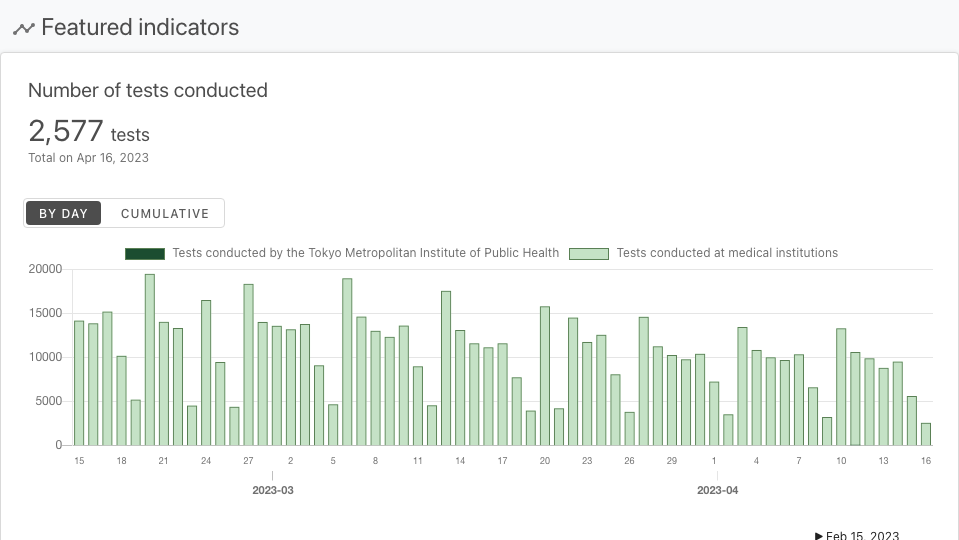 Featured indicators
Number of tests conducted
2,577 tests
Total on Apr 16, 2023
BY DAY CUMULATIVE
Tests conducted by the Tokyo Metropolitan Institute of Public Health Tests conducted at medical institutions
20000
15000
10000
5000
0
15 18 21 24 27 2 5 8 11 14 17 20 23 26 29 1 4 7 10 13 16
2023-03 2023-04
Feb 15, 2023